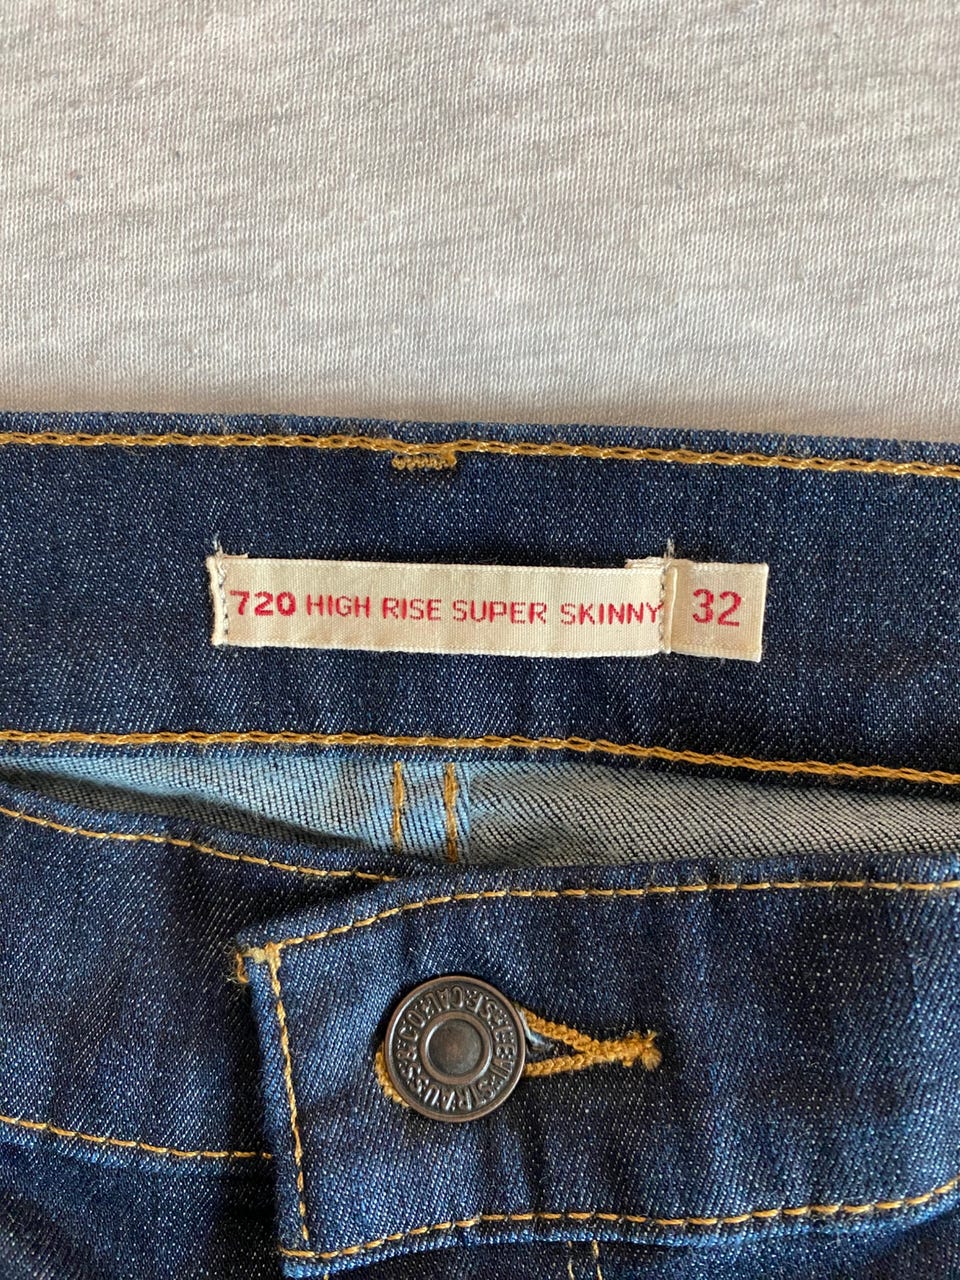 720 HIGH RISE SUPER SKINNY 32